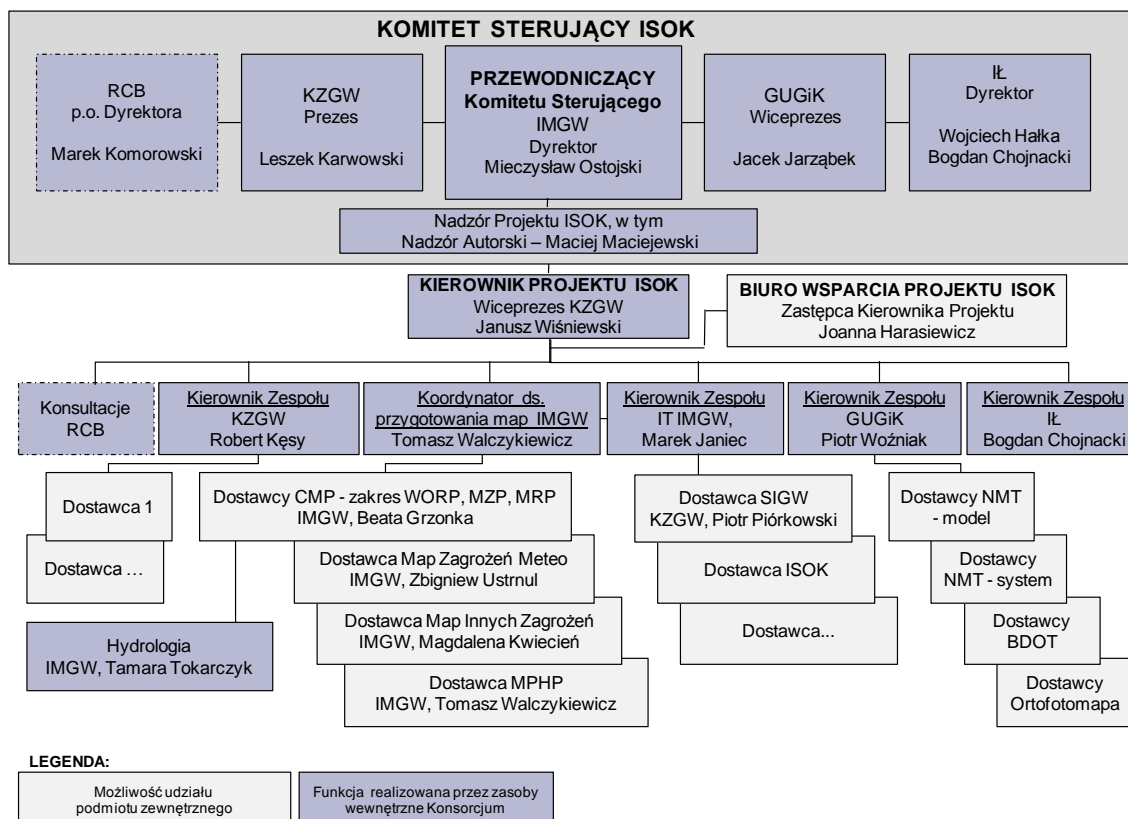 KOMITET STERUJĄCY ISOK
RCB
p.o. Dyrektora
Marek Komorowski
KZGW
Prezes
Leszek Karwowski
PRZEWODNICZĄCY
Komitetu Sterującego
IMGW
Dyrektor
Mieczysław Ostojski
GUGiK
Wiceprezes
Jacek Jarząbek
IŁ
Dyrektor
Wojciech Hałka
Bogdan Chojnacki
Nadzór Projektu ISOK, w tym
Nadzór Autorski – Maciej Maciejewski
KIEROWNIK PROJEKTU ISOK
Wiceprezes KZGW
Janusz Wiśniewski
BIURO WSPARCIA PROJEKTU ISOK
Zastępca Kierownika Projektu
Joanna Harasiewicz
Konsultacje
RCB
Kierownik Zespołu
KZGW
Robert Kęsy
Koordynator ds.
przygotowania map IMGW
Tomasz Walczykiewicz
Kierownik Zespołu
IT IMGW,
Marek Janiec
Kierownik Zespołu
GUGiK
Piotr Woźniak
Kierownik Zespołu
IŁ
Bogdan Chojnacki
Dostawca 1
Dostawca …
Dostawcy CMP - zakres WORP, MZP, MRP
IMGW, Beata Grzonka
Dostawca Map Zagrożeń Meteo
IMGW, Zbigniew Ustrnul
Dostawca Map Innych Zagrożeń
IMGW, Magdalena Kwiecień
Dostawca MPHP
IMGW, Tomasz Walczykiewicz
Hydrologia
IMGW, Tamara Tokarczyk
Dostawca SIGW
KZGW, Piotr Piórkowski
Dostawca ISOK
Dostawca...
Dostawcy NMT
- model
Dostawcy
NMT - system
Dostawcy
BDOT
Dostawcy
Ortofotomapa
LEGENDA:
Możliwość udziału
podmiotu zewnętrznego
Funkcja realizowana przez zasoby
wewnętrzne Konsorcjum